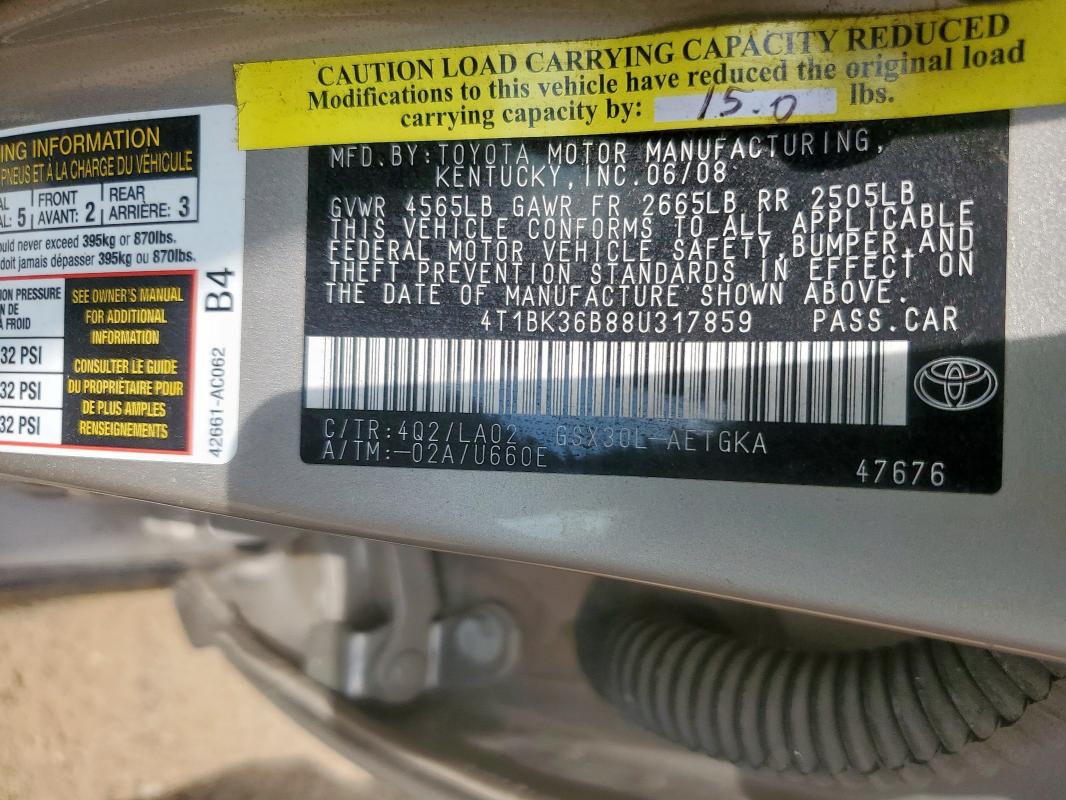 CAUTION LOAD CARRYING CAPACITY REDUCED
Modifications to this vehicle have reduced the original load
carrying capacity by: 15.0 lbs.
MFD.BY:TOYOTA MOTOR MANUFACTURING,
KENTUCKY,INC.06/08
GVWR 4565LB GAWR FR 2665LB RR 2505LB
THIS VEHICLE CONFORMS TO ALL APPLICABLE
FEDERAL MOTOR VEHICLE SAFETY,BUMPER,AND
THEFT PREVENTION STANDARDS IN EFFECT ON
THE DATE OF MANUFACTURE SHOWN ABOVE.
4T1BK36B88U317859 PASS.CAR
C/TR:4Q2/LA02 GSX30L-AETGKA
A/TM:-02A/U660E
47676
INFORMATION
PNEUS ET À LA CHARGE DU VÉHICULE
5 FRONT REAR
AVANT: 2 ARRIÈRE: 3
never exceed 395kg or 870lbs.
doit jamais dépasser 395kg ou 870lbs.
PRESSURE
DE
FROID
32 PSI
32 PSI
32 PSI
SEE OWNER'S MANUAL
FOR ADDITIONAL
INFORMATION
CONSULTER LE GUIDE
DU PROPRIÉTAIRE POUR
DE PLUS AMPLES
RENSEIGNEMENTS
42661-AC062 B4